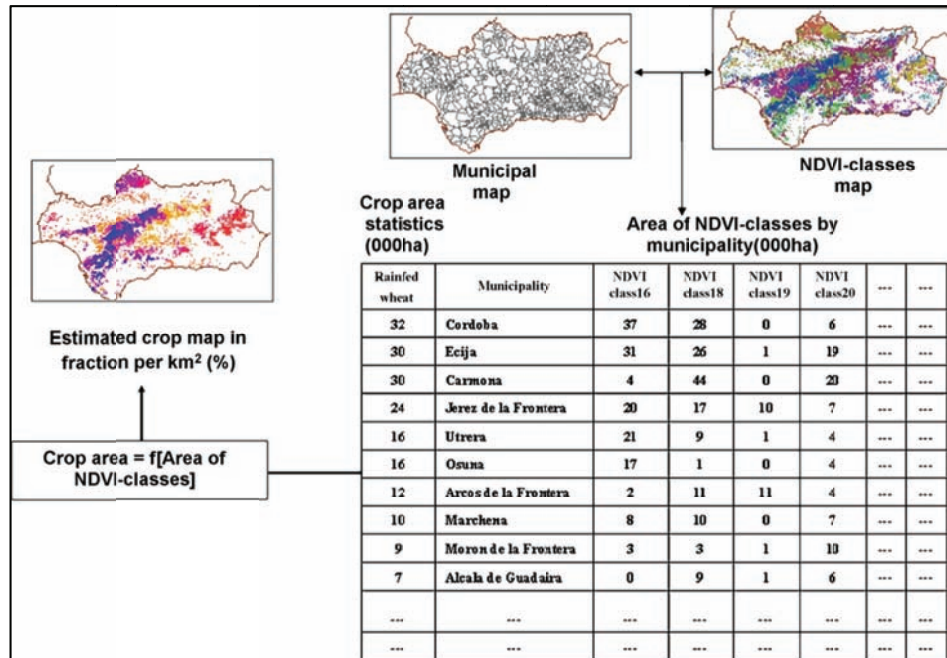 Municipal
map
NDVI-classes
map
Crop area
statistics
(000ha)
Area of NDVI-classes by
municipality(000ha)
Estimated crop map in
fraction per km² (%)
Crop area = f[Area of
NDVI-classes]
Rainfed wheat Municipality NDVI class16 NDVI class18 NDVI class19 NDVI class20 --- ---
32 Cordoba 37 28 0 6 --- ---
30 Ecija 31 26 1 19 --- ---
30 Carmona 4 44 0 20 --- ---
24 Jerez de la Frontera 20 17 10 7 --- ---
16 Utrera 21 9 1 4 --- ---
16 Osuna 17 1 0 4 --- ---
12 Arcos de la Frontera 2 11 11 4 --- ---
10 Marchena 8 10 0 7 --- ---
9 Moron de la Frontera 3 3 1 10 --- ---
7 Alcala de Guadaira 0 9 1 6 --- ---
--- --- --- --- --- --- --- ---
--- --- --- --- --- --- --- ---